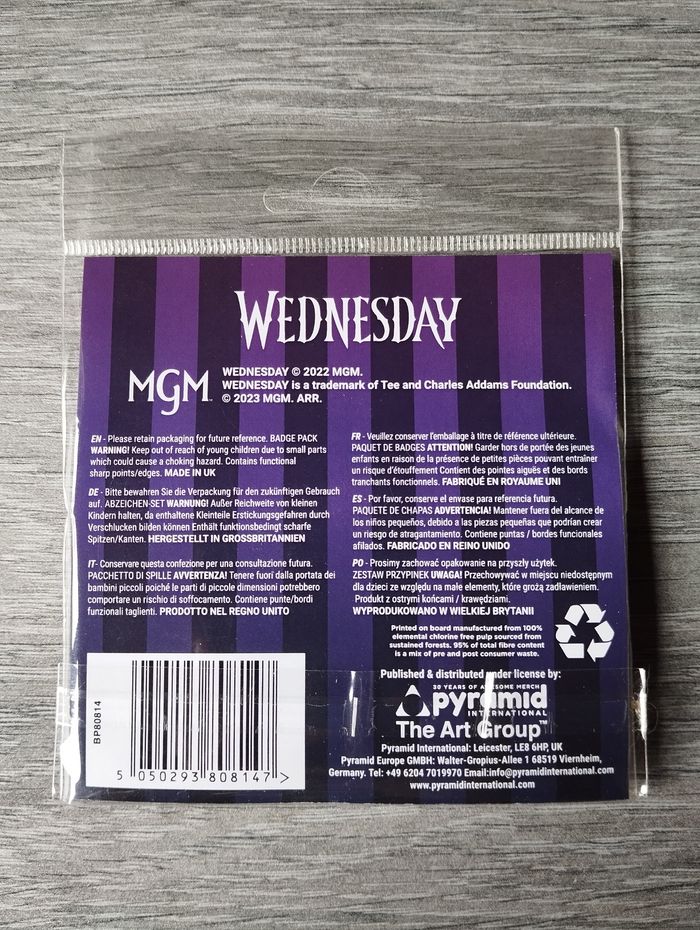 WEDNESDAY
MGM
WEDNESDAY © 2022 MGM.
WEDNESDAY is a trademark of Tee and Charles Addams Foundation.
© 2023 MGM. ARR.
EN - Please retain packaging for future reference. BADGE PACK
WARNING! Keep out of reach of young children due to small parts
which could cause a choking hazard. Contains functional
sharp points/edges. MADE IN UK
DE - Bitte bewahren Sie die Verpackung für den zukünftigen Gebrauch
auf. ABZEICHEN-SET WARNUNG! Außer Reichweite von kleinen
Kindern halten, da enthaltene Kleinteile Erstickungsgefahren durch
Verschlucken bilden können Enthält funktionsbedingt scharfe
Spitzen/Kanten. HERGESTELLT IN GROSSBRITANNIEN
IT- Conservare questa confezione per una consultazione futura.
PACCHETTO DI SPILLE AVVERTENZA! Tenere fuori dalla portata dei
bambini piccoli poiché le parti di piccole dimensioni potrebbero
comportare un rischio di soffocamento. Contiene punte/bordi
funzionali taglienti. PRODOTTO NEL REGNO UNITO
FR - Veuillez conserver l'emballage à titre de référence ultérieure.
PAQUET DE BADGES ATTENTION! Garder hors de portée des jeunes
enfants en raison de la présence de petites pièces pouvant entraîner
un risque d'étouffement Contient des pointes aiguës et des bords
tranchants fonctionnels. FABRIQUÉ EN ROYAUME UNI
ES - Por favor, conserve el envase para referencia futura.
PAQUETE DE CHAPAS ADVERTENCIA! Mantener fuera del alcance de
los niños pequeños, debido a las piezas pequeñas que podrían crear
un riesgo de atragantamiento. Contiene puntas / bordes funcionales
afilados. FABRICADO EN REINO UNIDO
PO - Prosimy zachować opakowanie na przyszły użytek.
ZESTAW PRZYPINEK UWAGA! Przechowywać w miejscu niedostępnym
dla dzieci ze względu na małe elementy, które grożą zadławieniem.
Produkt z ostrymi końcami / krawędziami.
WYPRODUKOWANO W WIELKIEJ BRYTANII
Printed on board manufactured from 100%
elemental chlorine free pulp sourced from
sustained forests. 95% of total fibre content
is a mix of pre and post consumer waste.
BP80814
5 050293 808147 >
Published & distributed under license by:
30 YEARS OF AWESOME MERCH
pyramid
INTERNATIONAL
The Art Group™
Pyramid International: Leicester, LE8 6HP, UK
Pyramid Europe GMBH: Walter-Gropius-Allee 1 68519 Viernheim,
Germany. Tel: +49 6204 7019970 Email:info@pyramidinternational.com
www.pyramidinternational.com